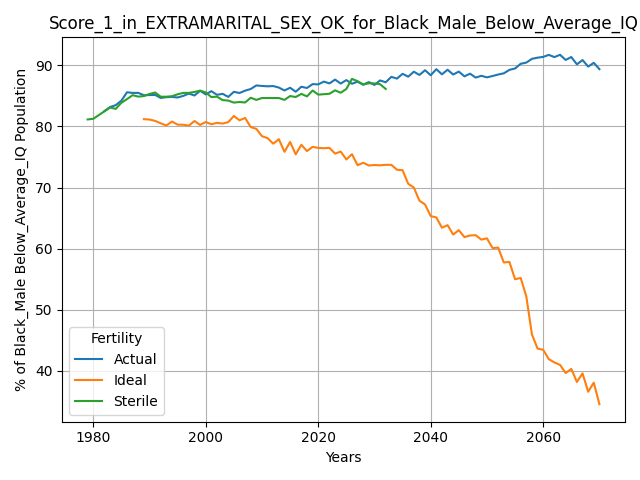 Score_1_in_EXTRAMARITAL_SEX_OK_for_Black_Male_Below_Average_IQ
% of Black_Male Below_Average_IQ Population
90
80
70
60
50
40
Fertility
Actual
Ideal
Sterile
1980 2000 2020 2040 2060
Years